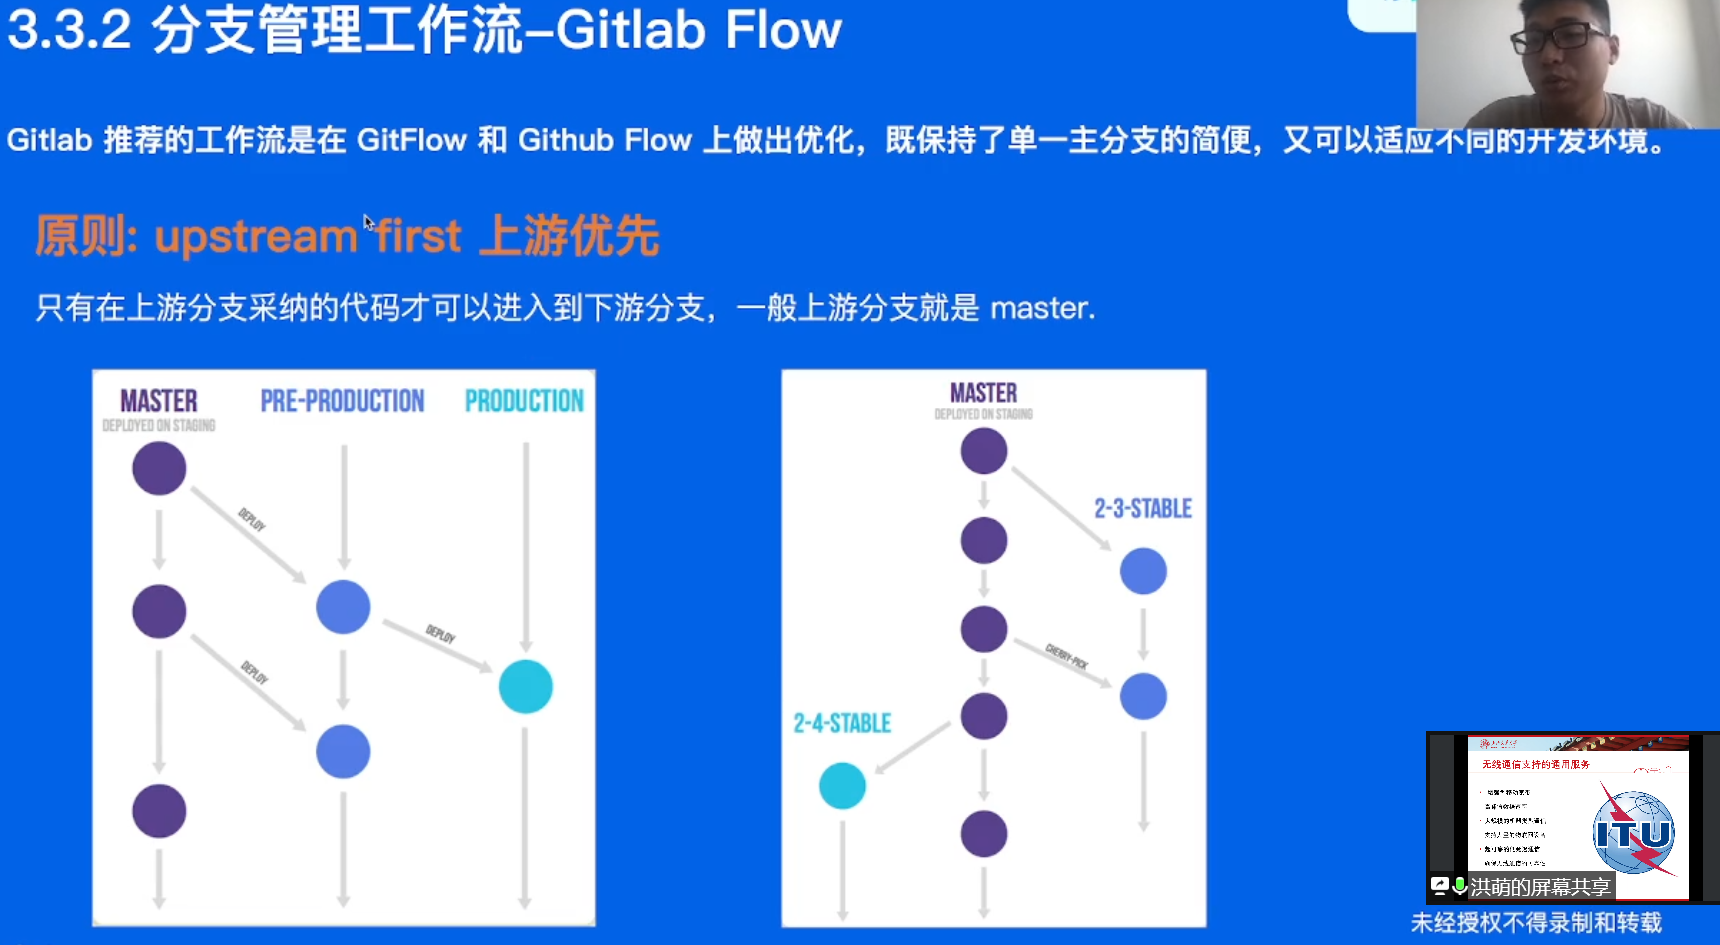 3.3.2 分支管理工作流–Gitlab Flow
Gitlab 推荐的工作流是在 GitFlow 和 Github Flow 上做出优化，既保持了单一主分支的简便，又可以适应不同的开发环境。
原则: upstream first 上游优先
只有在上游分支采纳的代码才可以进入到下游分支，一般上游分支就是 master.
MASTER
DEPLOYED ON STAGING
PRE-PRODUCTION
PRODUCTION
DEPLOY
DEPLOY
DEPLOY
MASTER
DEPLOYED ON STAGING
2-3-STABLE
CHERRY-PICK
2-4-STABLE
无线通信支持的通用服务
ITU
洪萌的屏幕共享
未经授权不得录制和转载